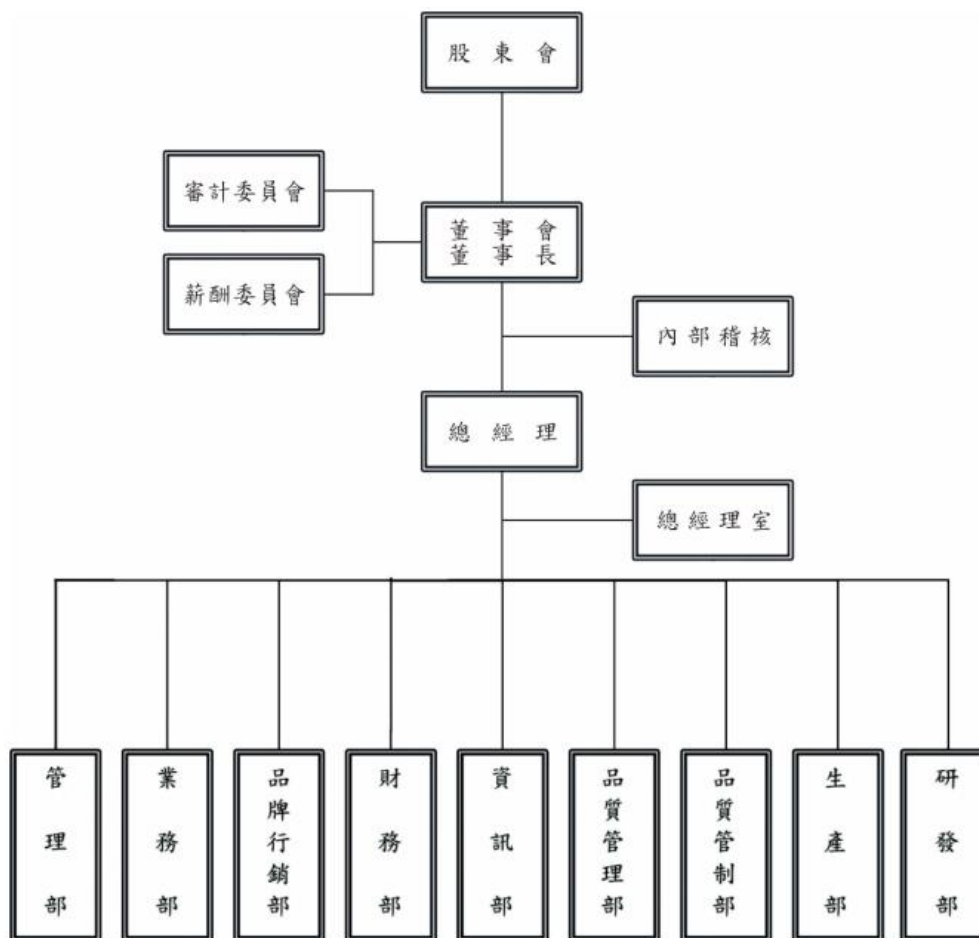 股東會
審計委員會
董事會
董事長
薪酬委員會
內部稽核
總經理
總經理室
管理部
業務部
品牌行銷部
財務部
資訊部
品質管理部
品質管制部
生產部
研發部